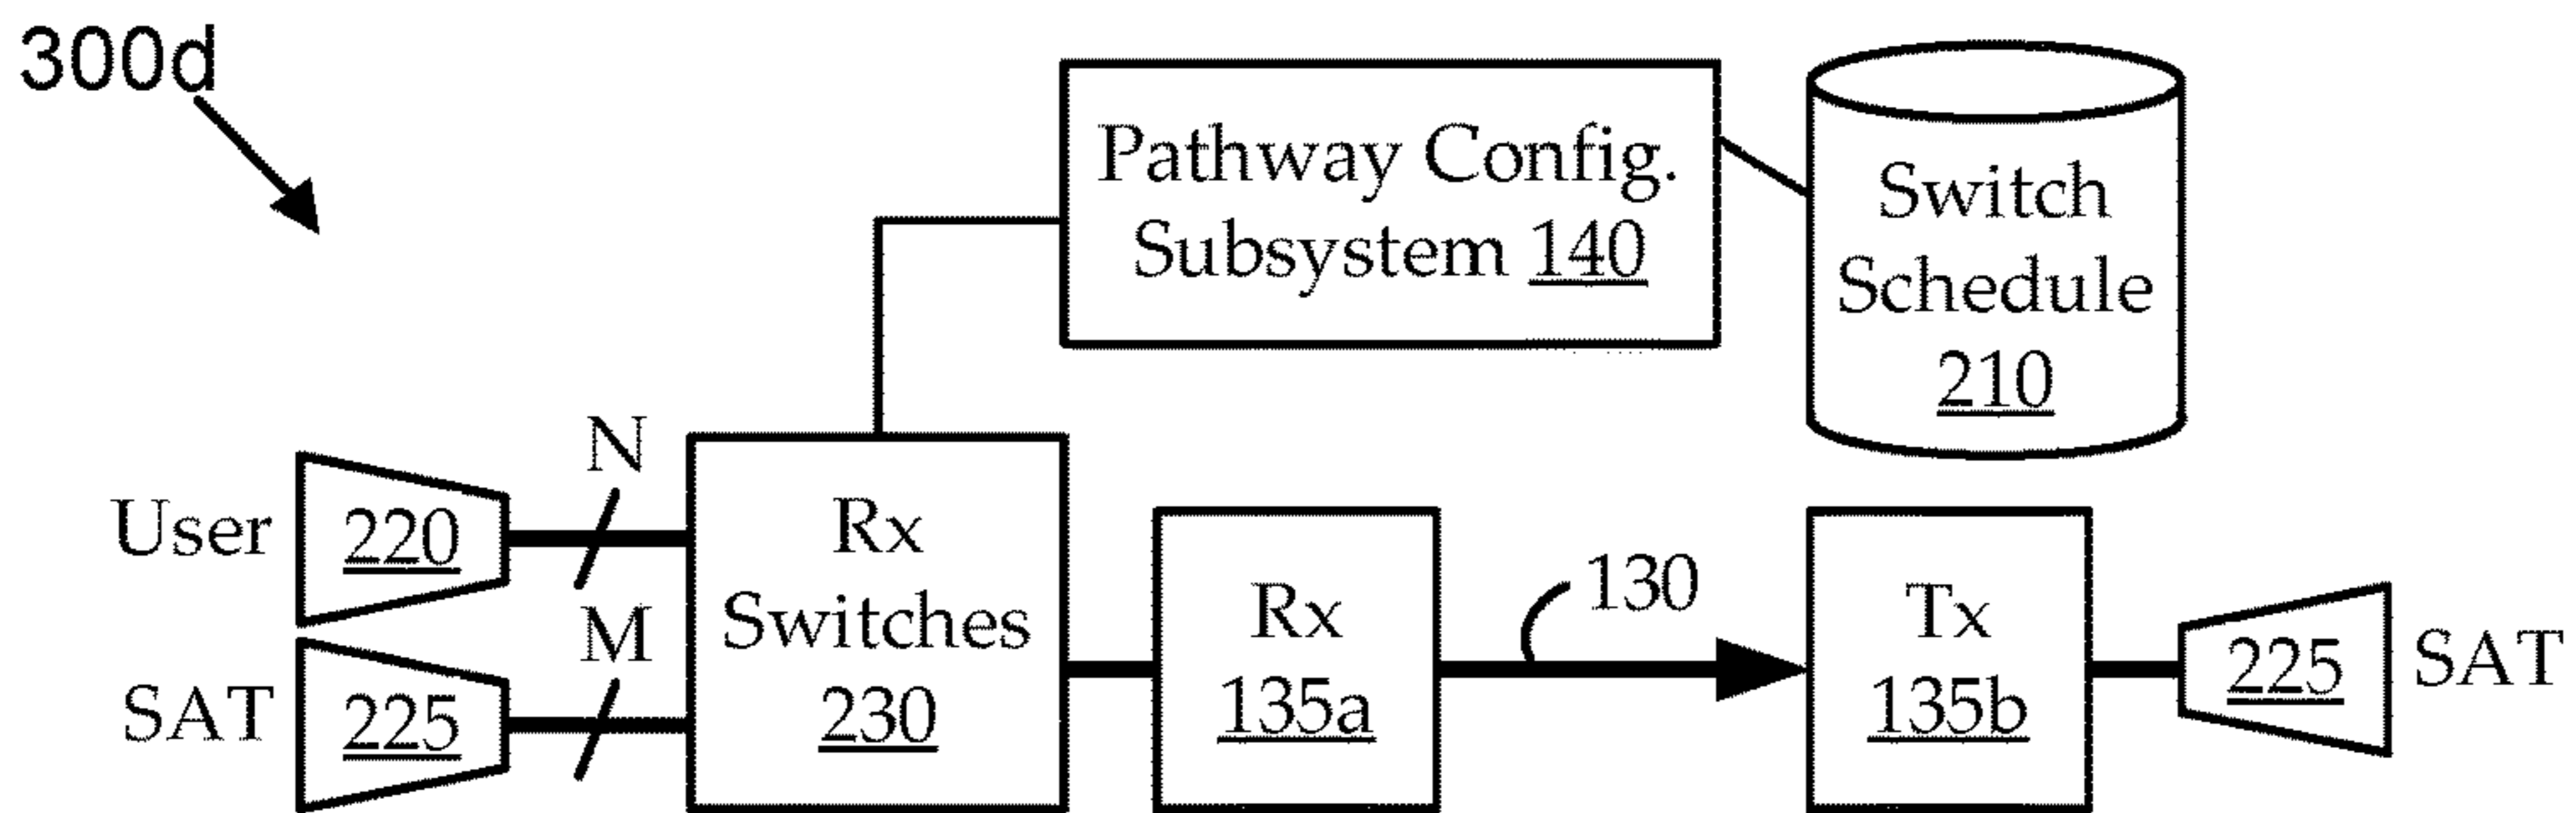 300d
Pathway Config.
Subsystem 140
Switch
Schedule
210
N
User
220
M
SAT
225
Rx
Switches
230
Rx
135a
130
Tx
135b
225
SAT